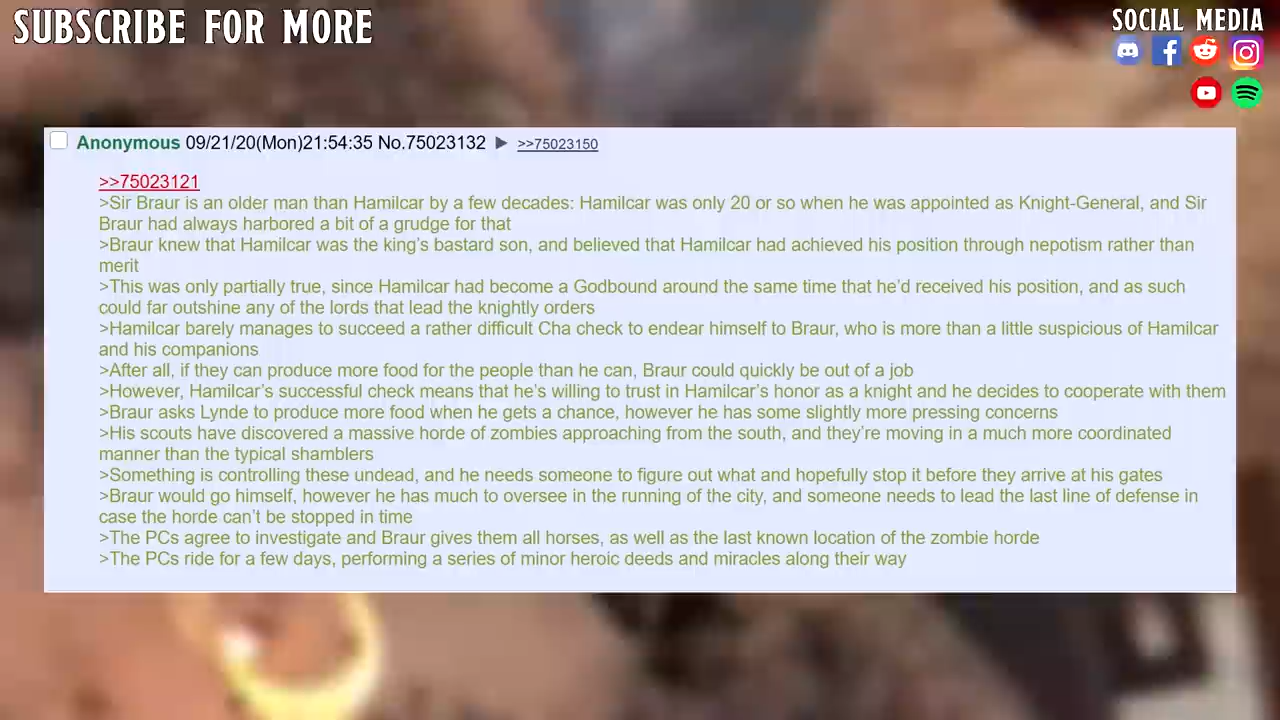 SUBSCRIBE FOR MORE
SOCIAL MEDIA
Anonymous 09/21/20(Mon)21:54:35 No.75023132 ▶ >>75023150
>>75023121
>Sir Braur is an older man than Hamilcar by a few decades: Hamilcar was only 20 or so when he was appointed as Knight-General, and Sir
Braur had always harbored a bit of a grudge for that
>Braur knew that Hamilcar was the king's bastard son, and believed that Hamilcar had achieved his position through nepotism rather than
merit
>This was only partially true, since Hamilcar had become a Godbound around the same time that he'd received his position, and as such
could far outshine any of the lords that lead the knightly orders
>Hamilcar barely manages to succeed a rather difficult Cha check to endear himself to Braur, who is more than a little suspicious of Hamilcar
and his companions
>After all, if they can produce more food for the people than he can, Braur could quickly be out of a job
>However, Hamilcar's successful check means that he's willing to trust in Hamilcar's honor as a knight and he decides to cooperate with them
>Braur asks Lynde to produce more food when he gets a chance, however he has some slightly more pressing concerns
>His scouts have discovered a massive horde of zombies approaching from the south, and they're moving in a much more coordinated
manner than the typical shamblers
>Something is controlling these undead, and he needs someone to figure out what and hopefully stop it before they arrive at his gates
>Braur would go himself, however he has much to oversee in the running of the city, and someone needs to lead the last line of defense in
case the horde can't be stopped in time
>The PCs agree to investigate and Braur gives them all horses, as well as the last known location of the zombie horde
>The PCs ride for a few days, performing a series of minor heroic deeds and miracles along their way